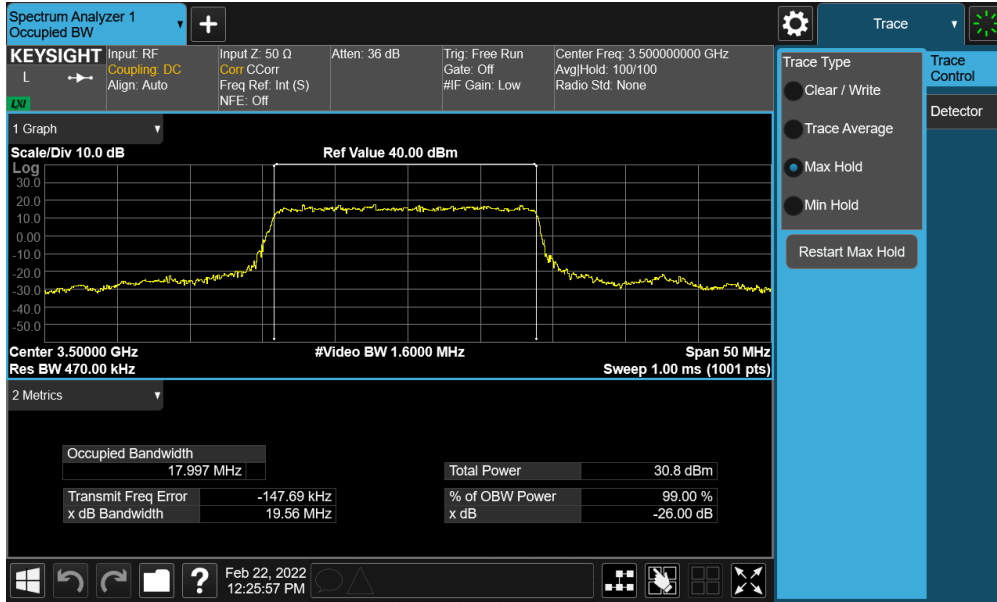 Spectrum Analyzer 1
Occupied BW
+
Trace
KEYSIGHT
L
LXI
Input: RF
Coupling: DC
Align: Auto
Input Z: 50 Ω
Corr CCorr
Freq Ref: Int (S)
NFE: Off
Atten: 36 dB
Trig: Free Run
Gate: Off
#IF Gain: Low
Center Freq: 3.500000000 GHz
Avg|Hold: 100/100
Radio Std: None
Trace Type
Clear / Write
Trace Average
Max Hold
Min Hold
Restart Max Hold
Trace
Control
Detector
1 Graph
Scale/Div 10.0 dB
Ref Value 40.00 dBm
Log
30.0
20.0
10.0
0.00
-10.0
-20.0
-30.0
-40.0
-50.0
Center 3.50000 GHz
#Video BW 1.6000 MHz
Span 50 MHz
Res BW 470.00 kHz
Sweep 1.00 ms (1001 pts)
2 Metrics
Occupied Bandwidth
17.997 MHz
Total Power 30.8 dBm
Transmit Freq Error -147.69 kHz
% of OBW Power 99.00 %
x dB Bandwidth 19.56 MHz
x dB -26.00 dB
?
Feb 22, 2022
12:25:57 PM